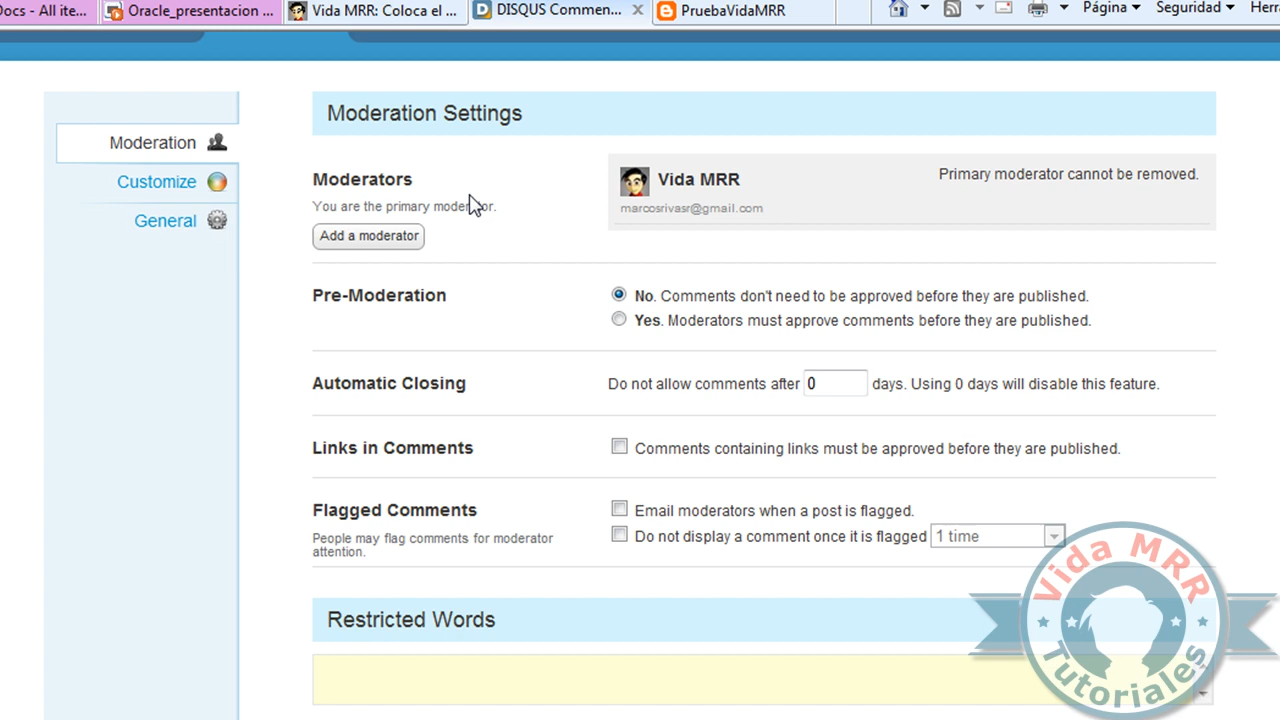 Docs - All ite...
Oracle_presentacion ...
Vida MRR: Coloca el ...
DISQUS Commen...
PruebaVidaMRR
Página
Seguridad
Herra
Moderation
Customize
General
Moderation Settings
Moderators
You are the primary moderator.
Add a moderator
Vida MRR
marcosrivasr@gmail.com
Primary moderator cannot be removed.
Pre-Moderation
No. Comments don't need to be approved before they are published.
Yes. Moderators must approve comments before they are published.
Automatic Closing
Do not allow comments after 0 days. Using 0 days will disable this feature.
Links in Comments
Comments containing links must be approved before they are published.
Flagged Comments
People may flag comments for moderator
attention.
Email moderators when a post is flagged.
Do not display a comment once it is flagged 1 time
Restricted Words
Vida MRR
Tutoriales